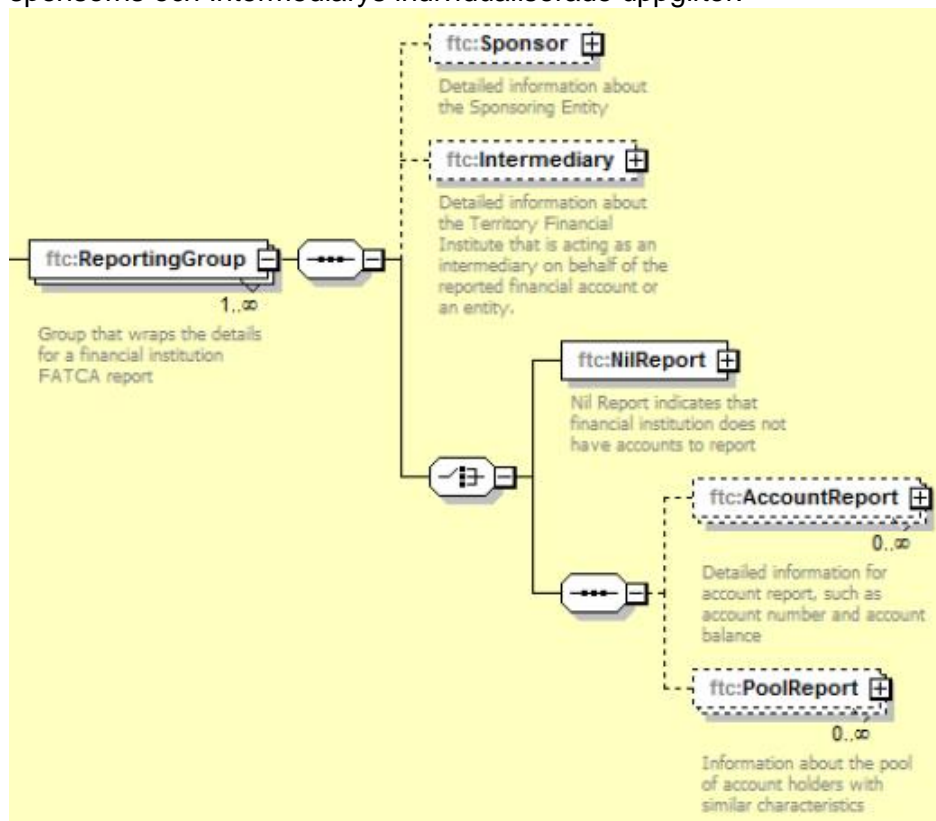 ftc:Sponsor
Detailed information about
the Sponsoring Entity
ftc:Intermediary
Detailed information about
the Territory Financial
Institute that is acting as an
intermediary on behalf of the
reported financial account or
an entity.
ftc:ReportingGroup
1..∞
Group that wraps the details
for a financial institution
FATCA report
ftc:NilReport
Nil Report indicates that
financial institution does not
have accounts to report
ftc:AccountReport
0..∞
Detailed information for
account report, such as
account number and account
balance
ftc:PoolReport
0..∞
Information about the pool
of account holders with
similar characteristics